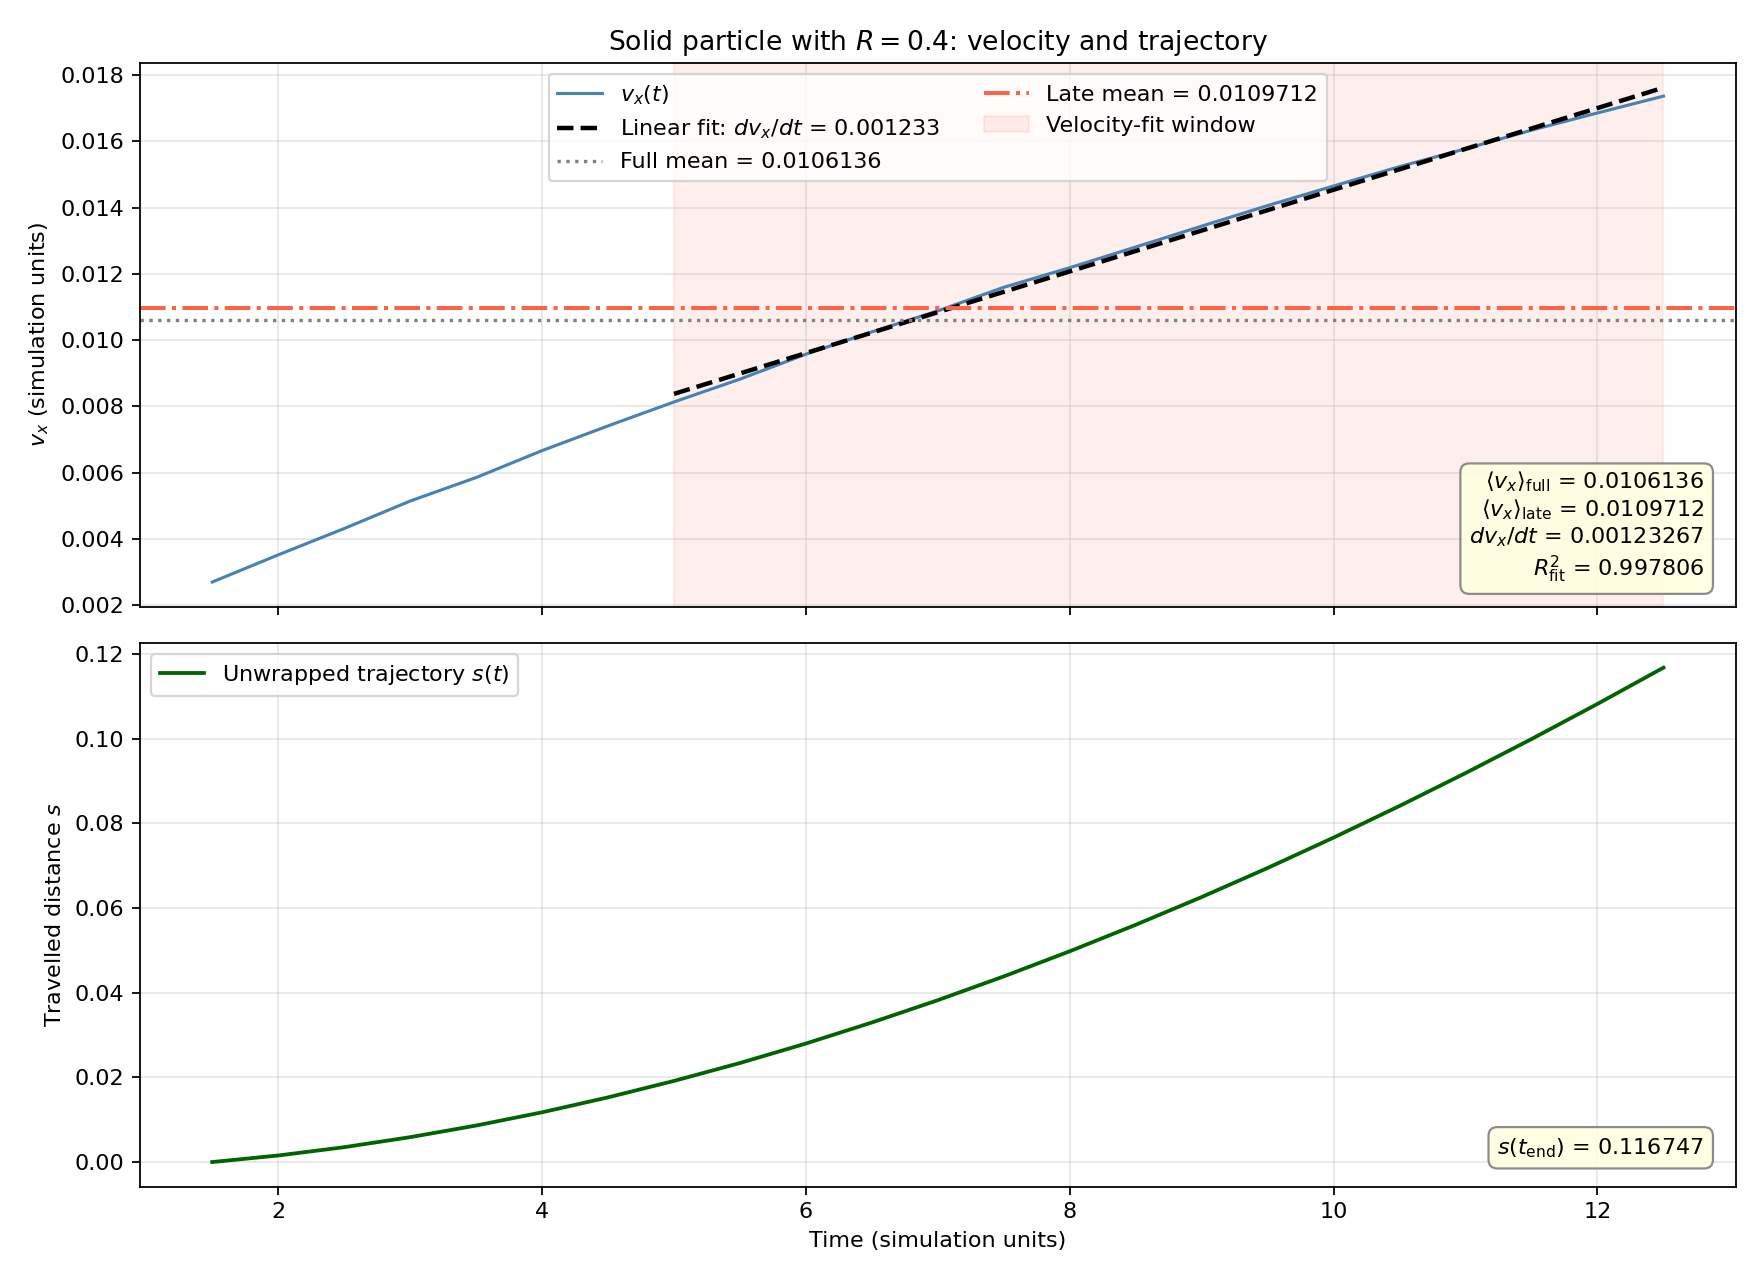 Solid particle with R = 0.4: velocity and trajectory
0.018
0.016
0.014
0.012
0.010
0.008
0.006
0.004
0.002
v_x (simulation units)
v_x(t)
Linear fit: dv_x/dt = 0.001233
Full mean = 0.0106136
Late mean = 0.0109712
Velocity-fit window
⟨v_x⟩_full = 0.0106136
⟨v_x⟩_late = 0.0109712
dv_x/dt = 0.00123267
R²_fit = 0.997806
0.12
0.10
0.08
0.06
0.04
0.02
0.00
Travelled distance s
Unwrapped trajectory s(t)
s(t_end) = 0.116747
2 4 6 8 10 12
Time (simulation units)